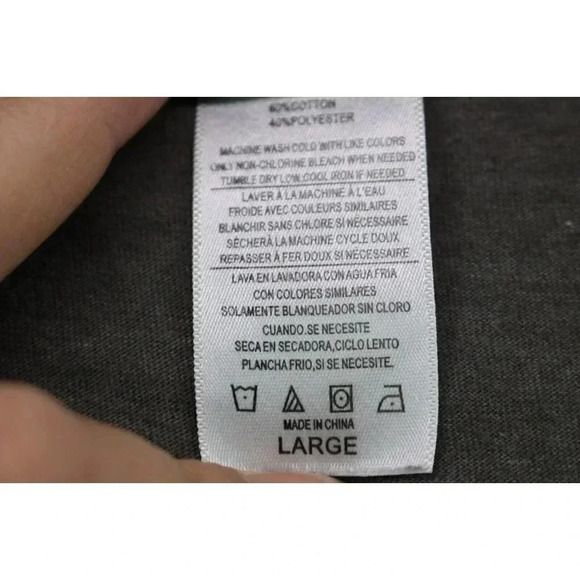 60%COTTON
40%POLYESTER
MACHINE WASH COLD WITH LIKE COLORS
ONLY NON-CHLORINE BLEACH WHEN NEEDED
TUMBLE DRY LOW, COOL IRON IF NEEDED
LAVER À LA MACHINE À L'EAU
FROIDE AVEC COULEURS SIMILAIRES
BLANCHIR SANS CHLORE SI NÉCESSAIRE
SÉCHER À LA MACHINE CYCLE DOUX
REPASSER À FER DOUX SI NÉCESSAIRE
LAVA EN LAVADORA CON AGUA FRIA
CON COLORES SIMILARES
SOLAMENTE BLANQUEADOR SIN CLORO
CUANDO.SE NECESITE
SECA EN SECADORA,CICLO LENTO
PLANCHA FRIO,SI SE NECESITE.
MADE IN CHINA
LARGE